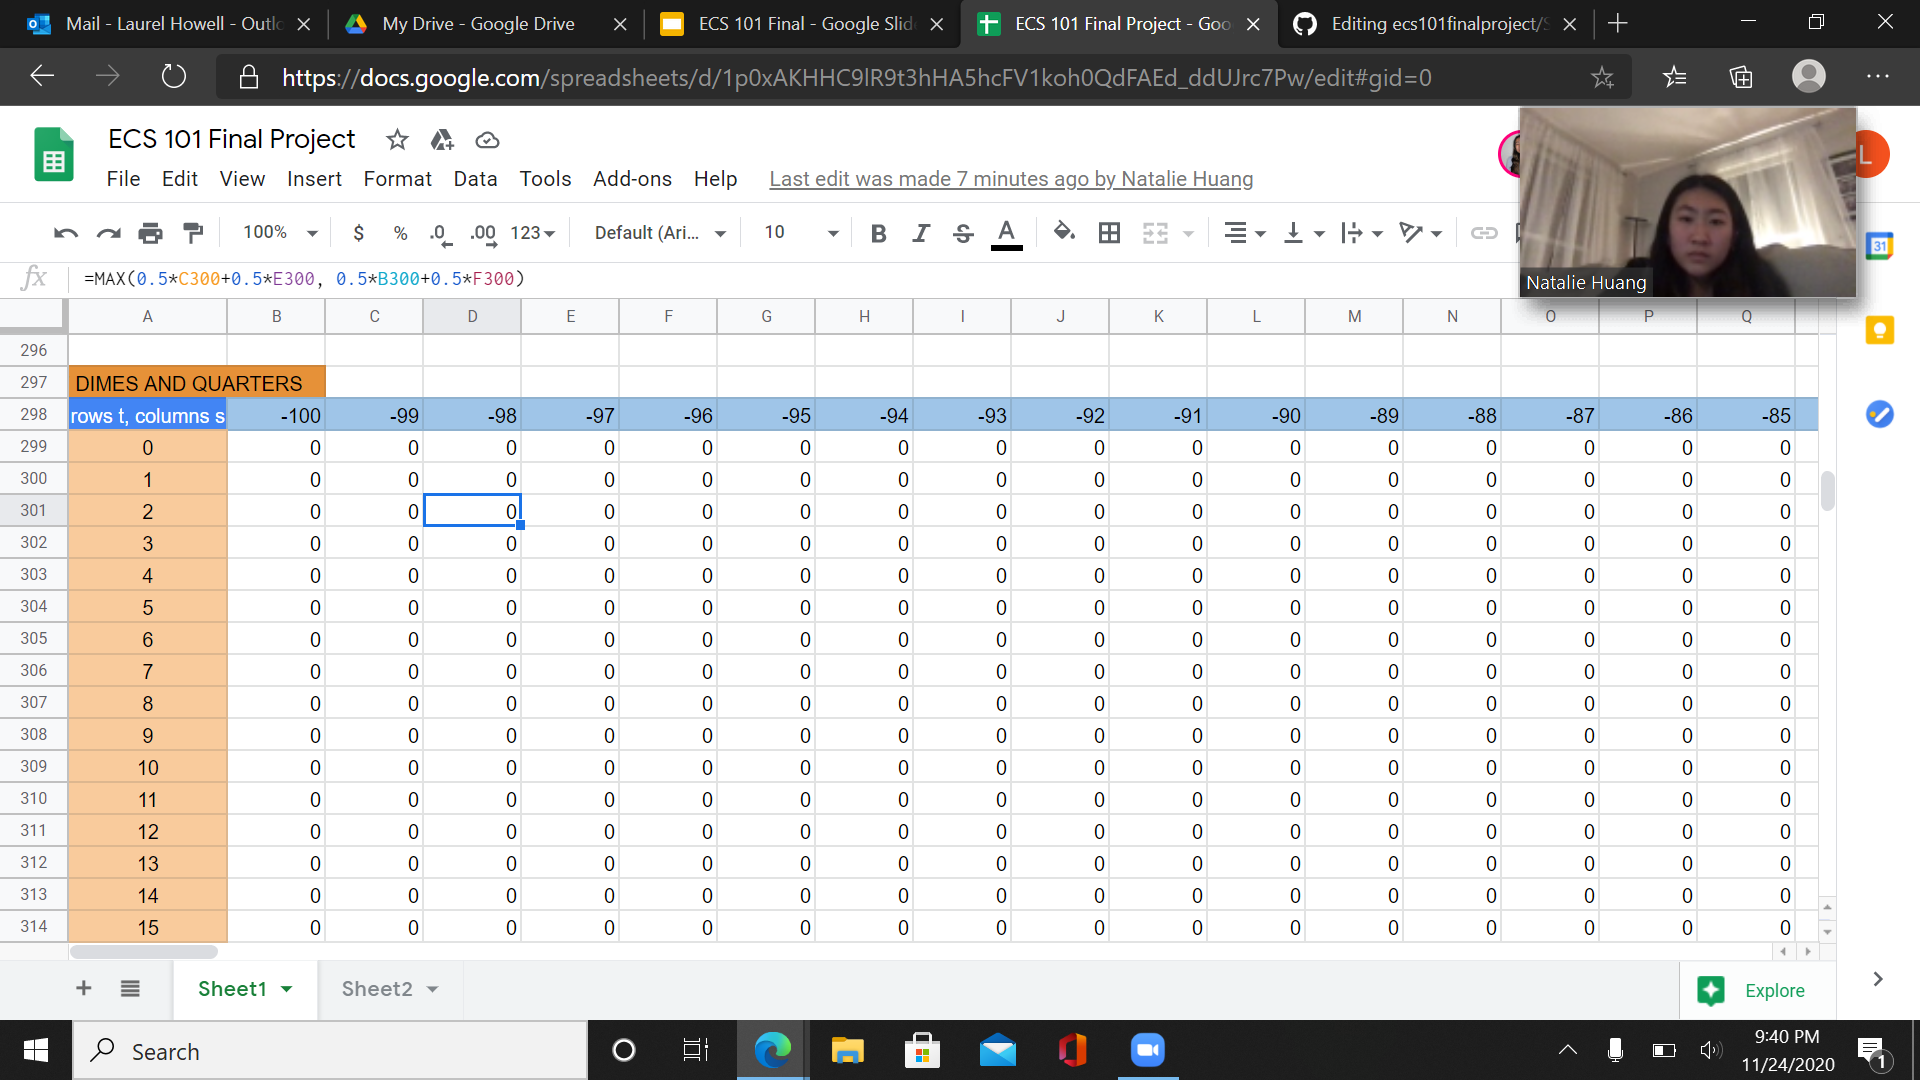 Mail - Laurel Howell - Outlo
My Drive - Google Drive
ECS 101 Final - Google Slid
ECS 101 Final Project - Goo
Editing ecs101finalproject/S
https://docs.google.com/spreadsheets/d/1p0xAKHHC9lR9t3hHA5hcFV1koh0QdFAEd_ddUJrc7Pw/edit#gid=0
ECS 101 Final Project
L
File Edit View Insert Format Data Tools Add-ons Help Last edit was made 7 minutes ago by Natalie Huang
100% $ % .0 .00 123 Default (Ari... 10 B I S A
31
Natalie Huang
fx =MAX(0.5*C300+0.5*E300, 0.5*B300+0.5*F300)
A B C D E F G H I J K L M N O P Q
296
297 DIMES AND QUARTERS
298 rows t, columns s -100 -99 -98 -97 -96 -95 -94 -93 -92 -91 -90 -89 -88 -87 -86 -85
299 0 0 0 0 0 0 0 0 0 0 0 0 0 0 0 0 0
300 1 0 0 0 0 0 0 0 0 0 0 0 0 0 0 0 0
301 2 0 0 0 0 0 0 0 0 0 0 0 0 0 0 0 0
302 3 0 0 0 0 0 0 0 0 0 0 0 0 0 0 0 0
303 4 0 0 0 0 0 0 0 0 0 0 0 0 0 0 0 0
304 5 0 0 0 0 0 0 0 0 0 0 0 0 0 0 0 0
305 6 0 0 0 0 0 0 0 0 0 0 0 0 0 0 0 0
306 7 0 0 0 0 0 0 0 0 0 0 0 0 0 0 0 0
307 8 0 0 0 0 0 0 0 0 0 0 0 0 0 0 0 0
308 9 0 0 0 0 0 0 0 0 0 0 0 0 0 0 0 0
309 10 0 0 0 0 0 0 0 0 0 0 0 0 0 0 0 0
310 11 0 0 0 0 0 0 0 0 0 0 0 0 0 0 0 0
311 12 0 0 0 0 0 0 0 0 0 0 0 0 0 0 0 0
312 13 0 0 0 0 0 0 0 0 0 0 0 0 0 0 0 0
313 14 0 0 0 0 0 0 0 0 0 0 0 0 0 0 0 0
314 15 0 0 0 0 0 0 0 0 0 0 0 0 0 0 0 0
Sheet1 Sheet2 Explore
Search
9:40 PM
11/24/2020
1